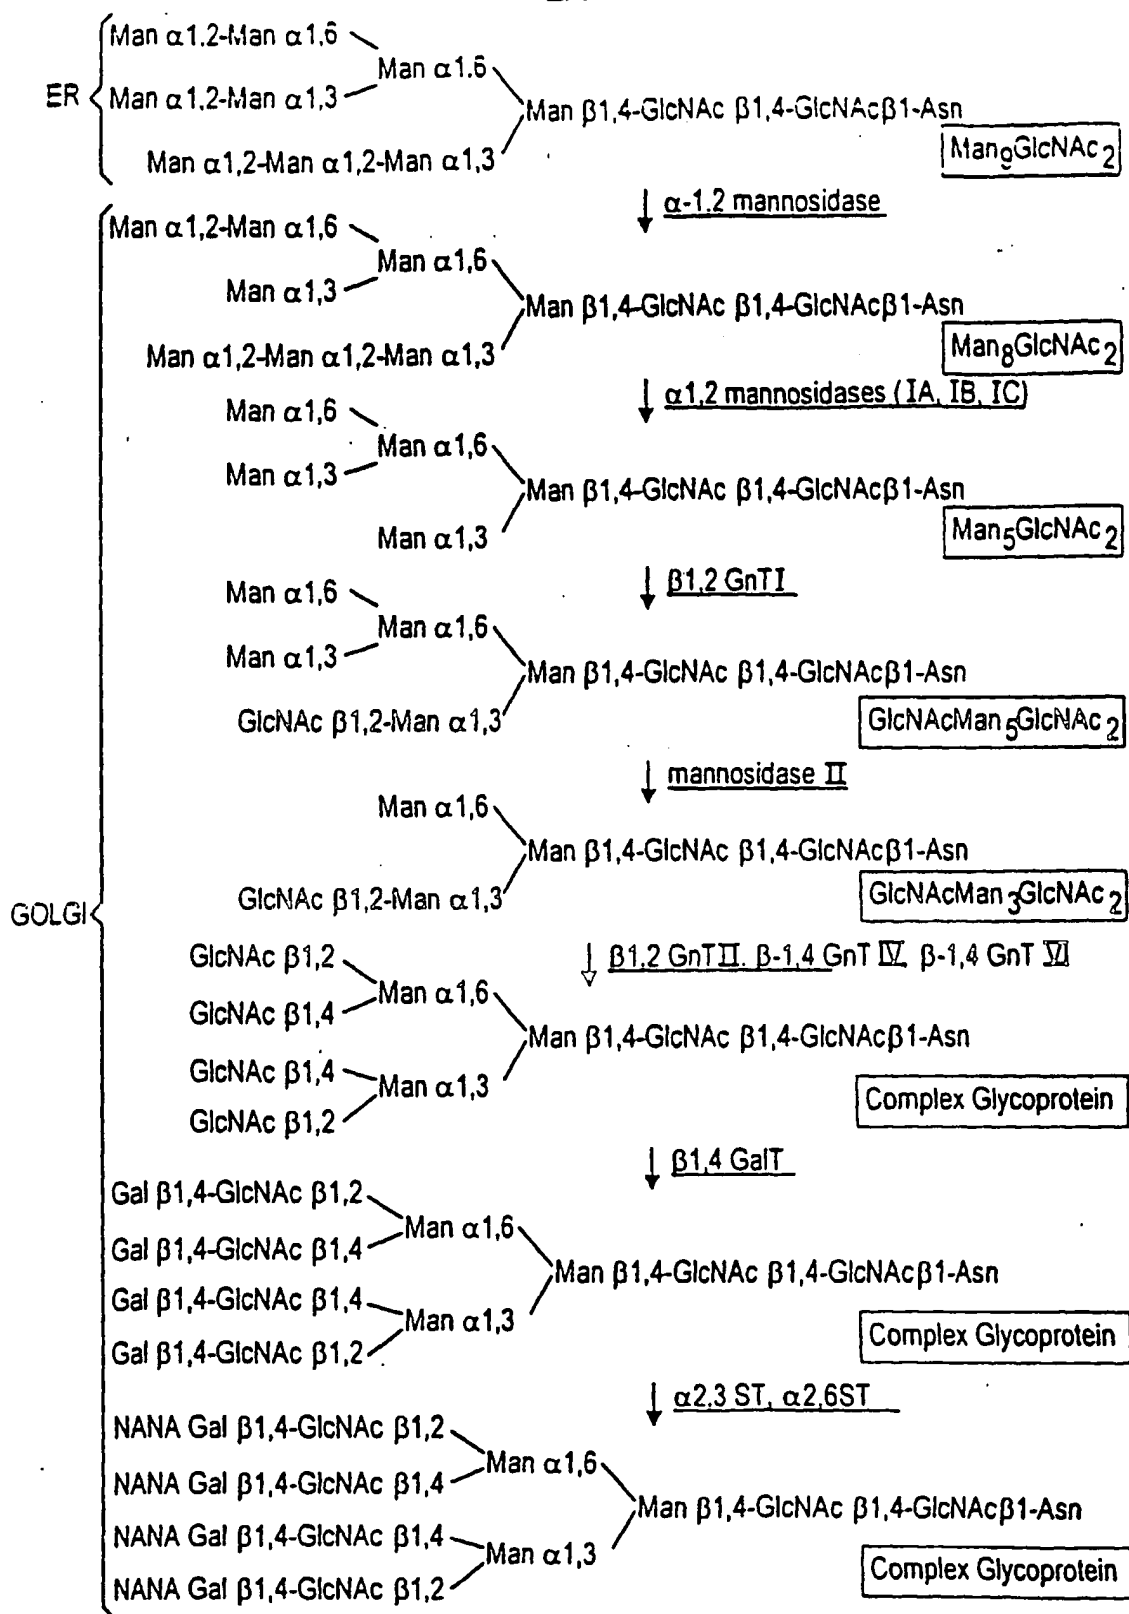 Man α1,2-Man α1,6
Man α1,6
ER
Man α1,2-Man α1,3
Man β1,4-GlcNAc β1,4-GlcNAcβ1-Asn
Man α1,2-Man α1,2-Man α1,3
Man9GlcNAc2
α-1,2 mannosidase
Man α1,2-Man α1,6
Man α1,6
Man α1,3
Man β1,4-GlcNAc β1,4-GlcNAcβ1-Asn
Man α1,2-Man α1,2-Man α1,3
Man8GlcNAc2
α1,2 mannosidases (IA, IB, IC)
Man α1,6
Man α1,6
Man α1,3
Man β1,4-GlcNAc β1,4-GlcNAcβ1-Asn
Man α1,3
Man5GlcNAc2
β1,2 GnTI
Man α1,6
Man α1,6
Man α1,3
Man β1,4-GlcNAc β1,4-GlcNAcβ1-Asn
GlcNAc β1,2-Man α1,3
GlcNAcMan5GlcNAc2
mannosidase II
Man α1,6
Man β1,4-GlcNAc β1,4-GlcNAcβ1-Asn
GlcNAc β1,2-Man α1,3
GlcNAcMan3GlcNAc2
GOLGI
β1,2 GnTII. β-1,4 GnT IV, β-1,4 GnT VI
GlcNAc β1,2
Man α1,6
GlcNAc β1,4
Man β1,4-GlcNAc β1,4-GlcNAcβ1-Asn
GlcNAc β1,4
Man α1,3
GlcNAc β1,2
Complex Glycoprotein
β1,4 GalT
Gal β1,4-GlcNAc β1,2
Man α1,6
Gal β1,4-GlcNAc β1,4
Man β1,4-GlcNAc β1,4-GlcNAcβ1-Asn
Gal β1,4-GlcNAc β1,4
Man α1,3
Gal β1,4-GlcNAc β1,2
Complex Glycoprotein
α2,3 ST, α2,6ST
NANA Gal β1,4-GlcNAc β1,2
Man α1,6
NANA Gal β1,4-GlcNAc β1,4
Man β1,4-GlcNAc β1,4-GlcNAcβ1-Asn
NANA Gal β1,4-GlcNAc β1,4
Man α1,3
NANA Gal β1,4-GlcNAc β1,2
Complex Glycoprotein